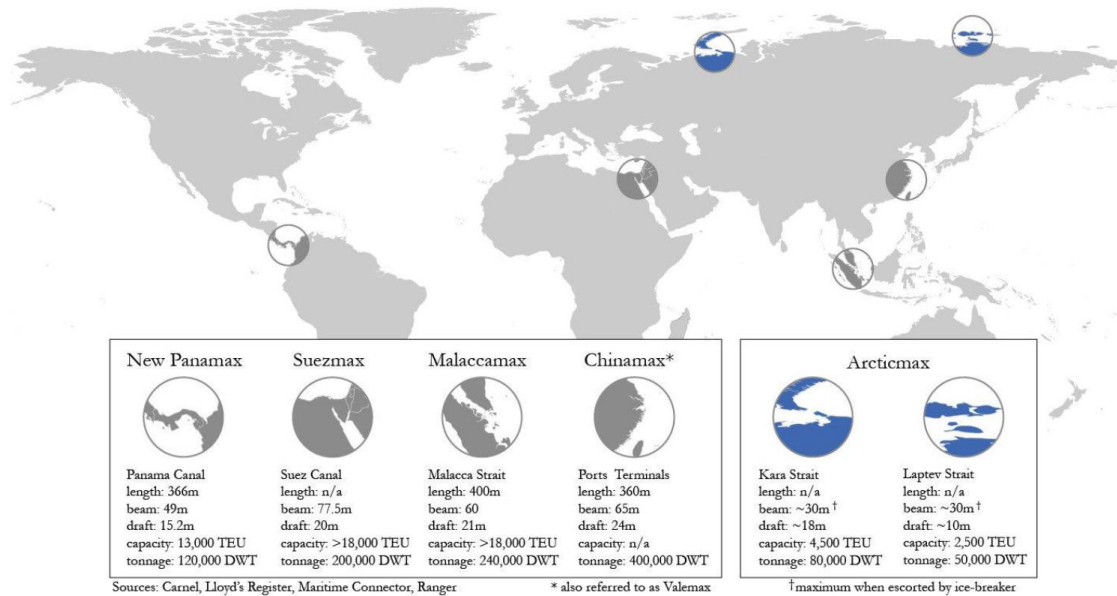 New Panamax
Panama Canal
length: 366m
beam: 49m
draft: 15.2m
capacity: 13,000 TEU
tonnage: 120,000 DWT
Suezmax
Suez Canal
length: n/a
beam: 77.5m
draft: 20m
capacity: >18,000 TEU
tonnage: 200,000 DWT
Malaccamax
Malacca Strait
length: 400m
beam: 60
draft: 21m
capacity: >18,000 TEU
tonnage: 240,000 DWT
Chinamax*
Ports Terminals
length: 360m
beam: 65m
draft: 24m
capacity: n/a
tonnage: 400,000 DWT
Arcticmax
Kara Strait
length: n/a
beam: ~30m†
draft: ~18m
capacity: 4,500 TEU
tonnage: 80,000 DWT
Laptev Strait
length: n/a
beam: ~30m†
draft: ~10m
capacity: 2,500 TEU
tonnage: 50,000 DWT
Sources: Carnel, Lloyd's Register, Maritime Connector, Ranger
* also referred to as Valemax
†maximum when escorted by ice-breaker